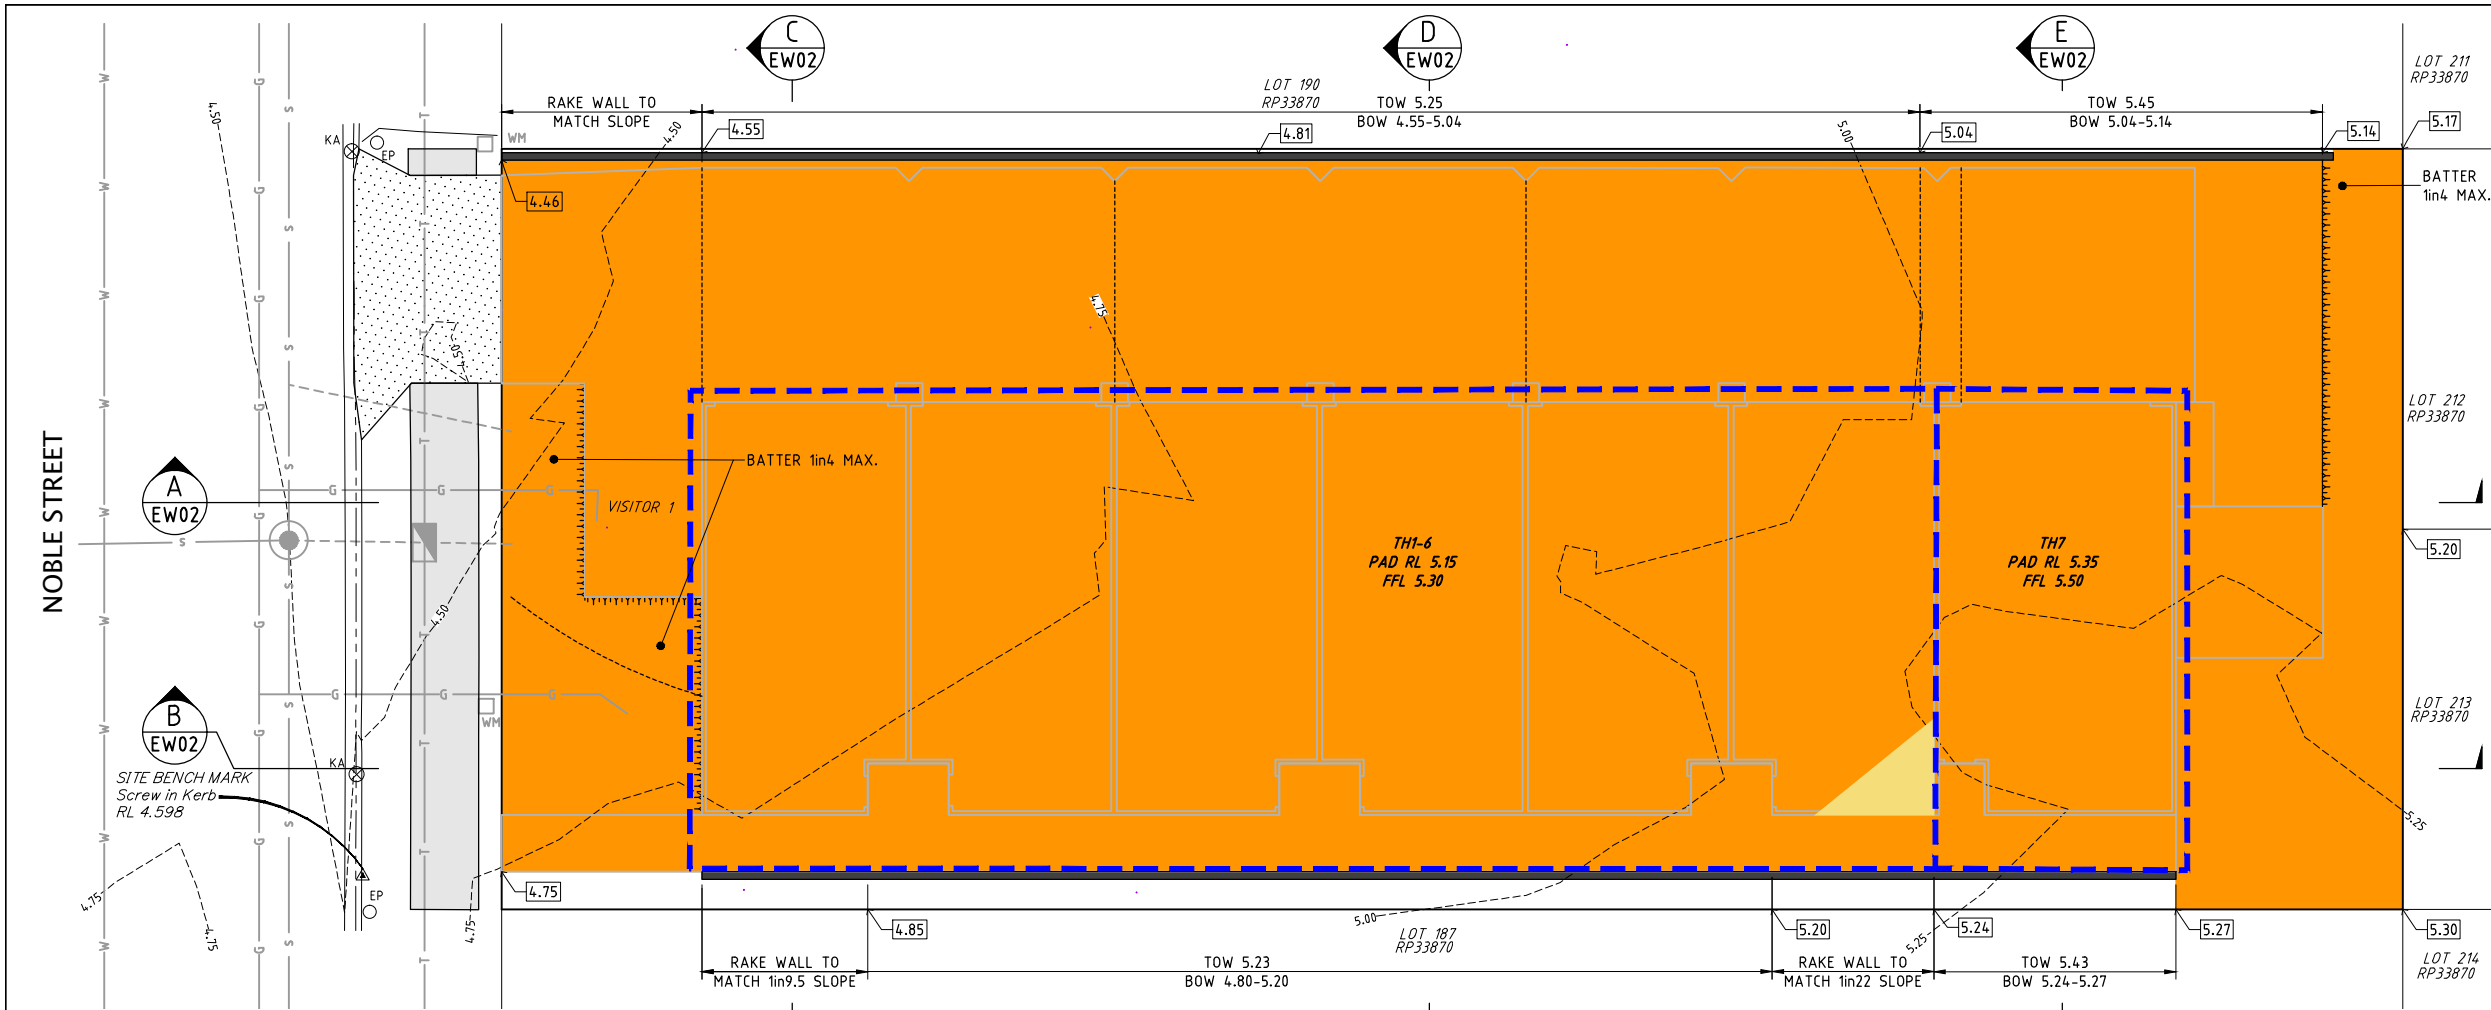 C
EW02
D
EW02
E
EW02
LOT 211
RP33870
LOT 190
RP33870
RAKE WALL TO
MATCH SLOPE
TOW 5.25
BOW 4.55-5.04
TOW 5.45
BOW 5.04-5.14
4.50
4.50
4.55
4.81
5.00
5.04
5.14
5.17
KA
EP
WM
4.46
BATTER
1in4 MAX.
4.75
4.50
LOT 212
RP33870
NOBLE STREET
A
EW02
BATTER 1in4 MAX.
VISITOR 1
TH1-6
PAD RL 5.15
FFL 5.30
TH7
PAD RL 5.35
FFL 5.50
5.20
4.50
B
EW02
WM
LOT 213
RP33870
KA
SITE BENCH MARK
Screw in Kerb
RL 4.598
EP
4.75
4.75
4.75
4.75
4.85
5.00
LOT 187
RP33870
5.20
5.25
5.24
5.27
5.25
5.30
RAKE WALL TO
MATCH 1in9.5 SLOPE
TOW 5.23
BOW 4.80-5.20
RAKE WALL TO
MATCH 1in22 SLOPE
TOW 5.43
BOW 5.24-5.27
LOT 214
RP33870
W
W
W
W
W
W
W
W
W
G
G
G
G
G
G
G
G
G
S
S
S
S
S
S
S
S
S
T
T
T
T
T
T
T
T
G
G
G
G
G
G